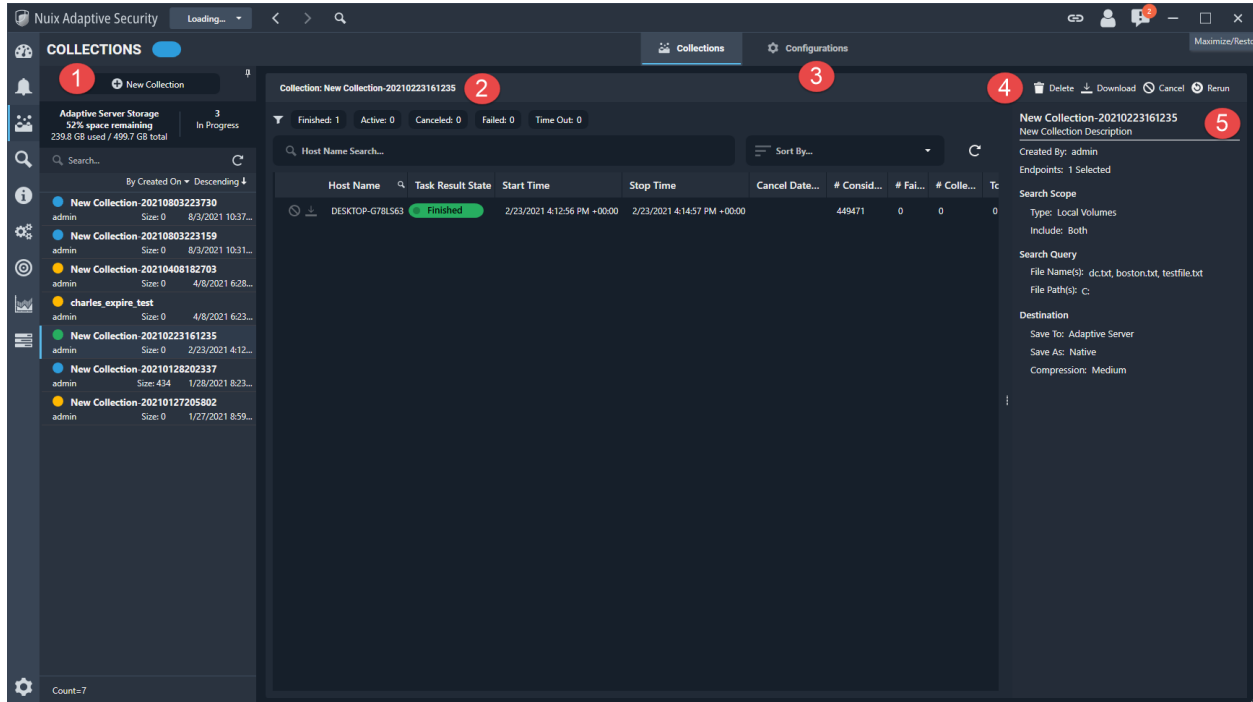 Nuix Adaptive Security
Loading...
2
Maximize/Resto
COLLECTIONS
Collections
Configurations
1
New Collection
Adaptive Server Storage
52% space remaining
239.8 GB used / 499.7 GB total
3
In Progress
Search...
By Created On Descending
New Collection-20210803223730
admin Size: 0 8/3/2021 10:37...
New Collection-20210803223159
admin Size: 0 8/3/2021 10:31...
New Collection-20210408182703
admin Size: 0 4/8/2021 6:28...
charles_expire_test
admin Size: 0 4/8/2021 6:23...
New Collection-20210223161235
admin Size: 0 2/23/2021 4:12...
New Collection-20210128202337
admin Size: 434 1/28/2021 8:23...
New Collection-20210127205802
admin Size: 0 1/27/2021 8:59...
Count=7
Collection: New Collection-20210223161235
2
3
4
Delete Download Cancel Rerun
Finished: 1 Active: 0 Canceled: 0 Failed: 0 Time Out: 0
Host Name Search...
Sort By...
Host Name Task Result State Start Time Stop Time Cancel Date... # Consid... # Fai... # Colle... To
DESKTOP-G78LS63 Finished 2/23/2021 4:12:56 PM +00:00 2/23/2021 4:14:57 PM +00:00 449471 0 0 0
New Collection-20210223161235
5
New Collection Description
Created By: admin
Endpoints: 1 Selected
Search Scope
Type: Local Volumes
Include: Both
Search Query
File Name(s): dc.txt, boston.txt, testfile.txt
File Path(s): C:
Destination
Save To: Adaptive Server
Save As: Native
Compression: Medium